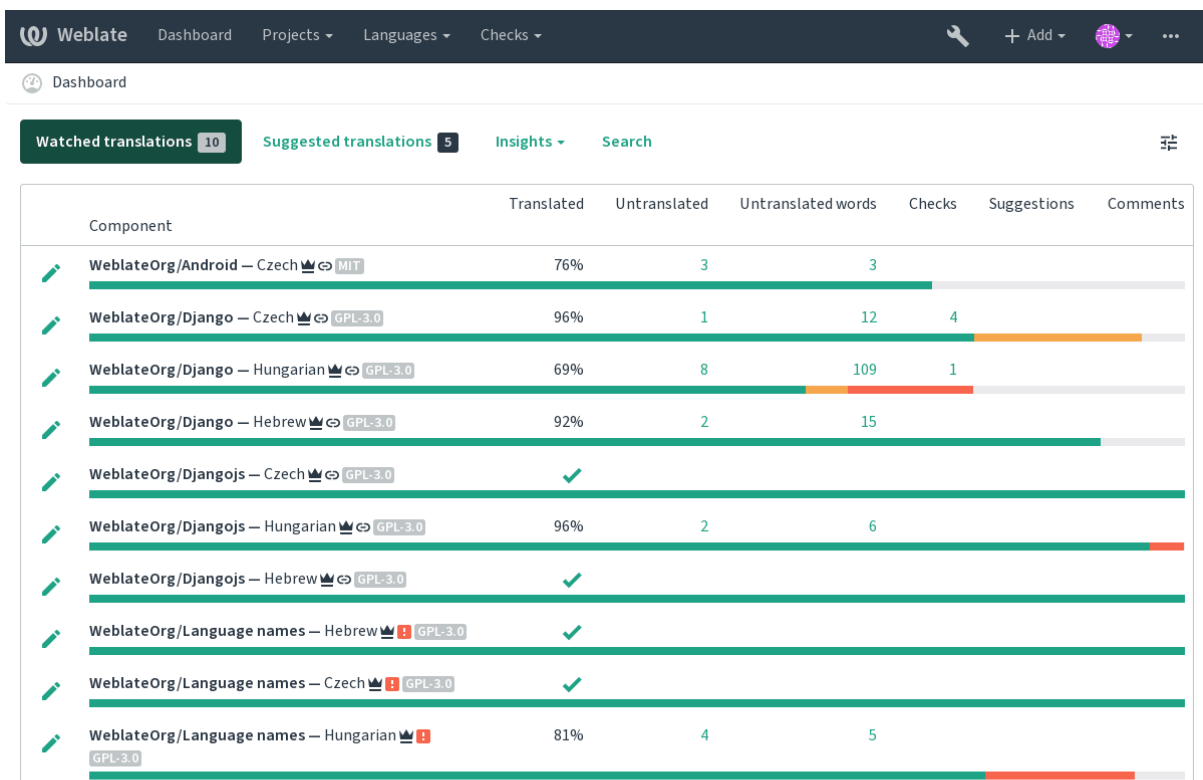 Weblate Dashboard Projects Languages Checks Add
Dashboard
Watched translations 10 Suggested translations 5 Insights Search
Translated Untranslated Untranslated words Checks Suggestions Comments
Component
WeblateOrg/Android — Czech MIT 76% 3 3
WeblateOrg/Django — Czech GPL-3.0 96% 1 12 4
WeblateOrg/Django — Hungarian GPL-3.0 69% 8 109 1
WeblateOrg/Django — Hebrew GPL-3.0 92% 2 15
WeblateOrg/Djangojs — Czech GPL-3.0
WeblateOrg/Djangojs — Hungarian GPL-3.0 96% 2 6
WeblateOrg/Djangojs — Hebrew GPL-3.0
WeblateOrg/Language names — Hebrew GPL-3.0
WeblateOrg/Language names — Czech GPL-3.0
WeblateOrg/Language names — Hungarian 81% 4 5
GPL-3.0